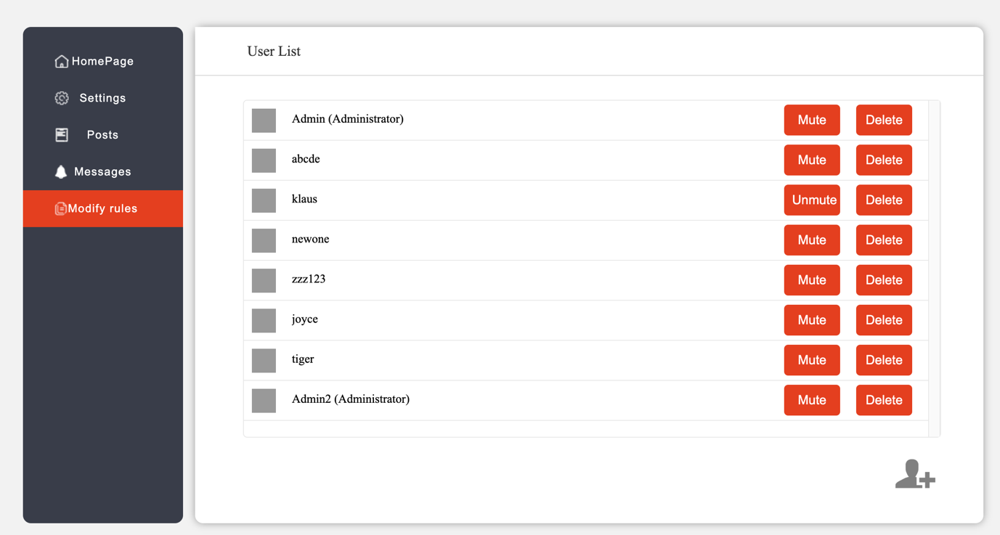 HomePage
Settings
Posts
Messages
Modify rules
User List
Admin (Administrator) Mute Delete
abcde Mute Delete
klaus Unmute Delete
newone Mute Delete
zzz123 Mute Delete
joyce Mute Delete
tiger Mute Delete
Admin2 (Administrator) Mute Delete